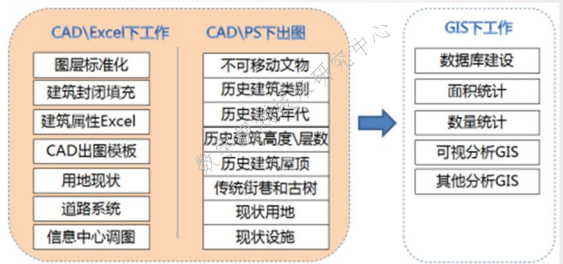 CAD\Excel下工作
图层标准化
建筑封闭填充
建筑属性Excel
CAD出图模板
用地现状
道路系统
信息中心调图
CAD\PS下出图
不可移动文物
历史建筑类别
历史建筑年代
历史建筑高度\层数
历史建筑屋顶
传统街巷和古树
现状用地
现状设施
GIS下工作
数据库建设
面积统计
数量统计
可视分析GIS
其他分析GIS